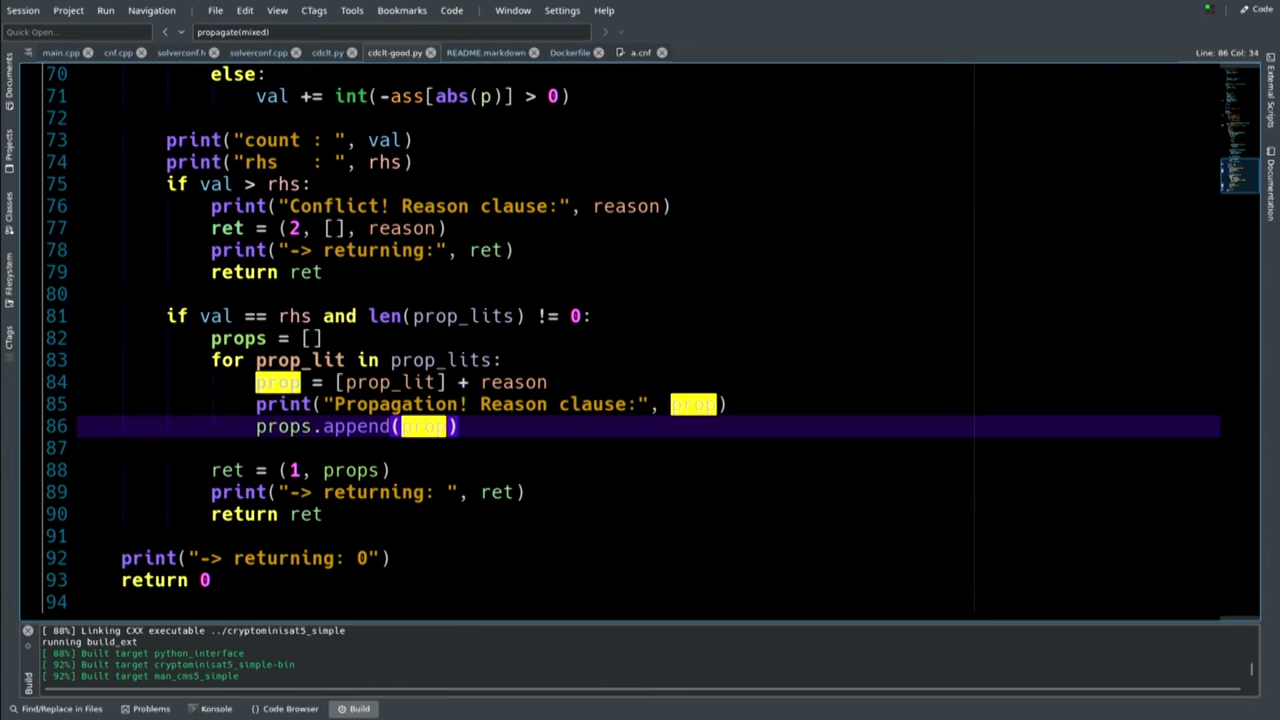 Session Project Run Navigation File Edit View CTags Tools Bookmarks Code Window Settings Help Code
Quick Open... propagate(mixed)
main.cpp cnf.cpp solverconf.h solverconf.cpp cdclt.py cdclt-good.py README.markdown Dockerfile a.cnf Line: 86 Col: 34
Documents
Projects
Classes
Filesystem
CTags
External Scripts
Documentation
70 else:
71 val += int(-ass[abs(p)] > 0)
72
73 print("count : ", val)
74 print("rhs   : ", rhs)
75 if val > rhs:
76 print("Conflict! Reason clause:", reason)
77 ret = (2, [], reason)
78 print("-> returning:", ret)
79 return ret
80
81 if val == rhs and len(prop_lits) != 0:
82 props = []
83 for prop_lit in prop_lits:
84 prop = [prop_lit] + reason
85 print("Propagation! Reason clause:", prop)
86 props.append(prop)
87
88 ret = (1, props)
89 print("-> returning: ", ret)
90 return ret
91
92 print("-> returning: 0")
93 return 0
94
[ 88%] Linking CXX executable ../cryptominisat5_simple
running build_ext
[ 88%] Built target python_interface
[ 92%] Built target cryptominisat5_simple-bin
[ 92%] Built target man_cms5_simple
Build
Find/Replace in Files Problems Konsole Code Browser Build